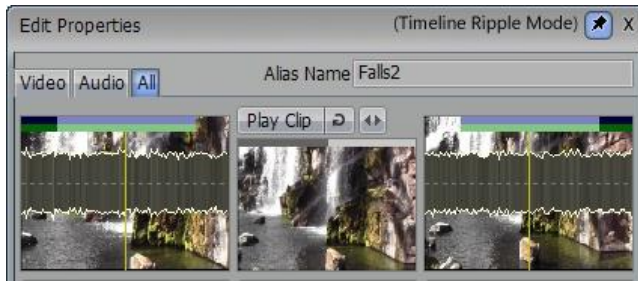 Edit Properties (Timeline Ripple Mode) X
Video Audio All Alias Name Falls2
Play Clip